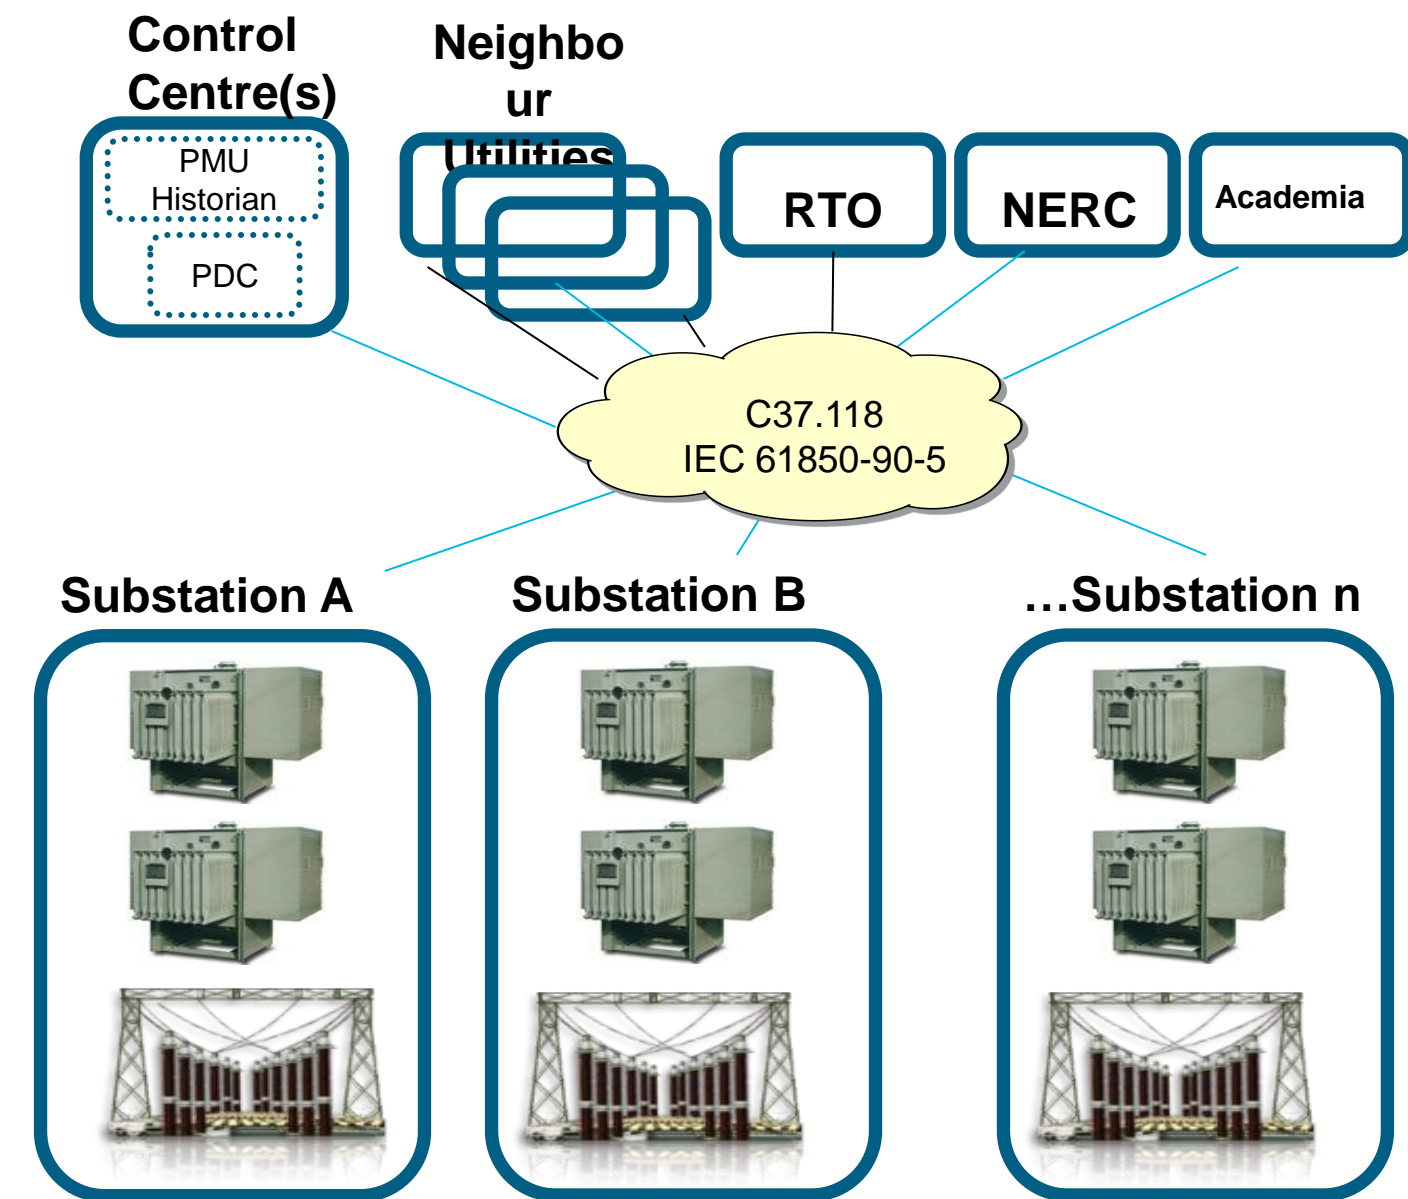 Control
Centre(s)
PMU
Historian
PDC
Neighbo
ur
Utilities
RTO
NERC
Academia
C37.118
IEC 61850-90-5
Substation A
Substation B
…Substation n